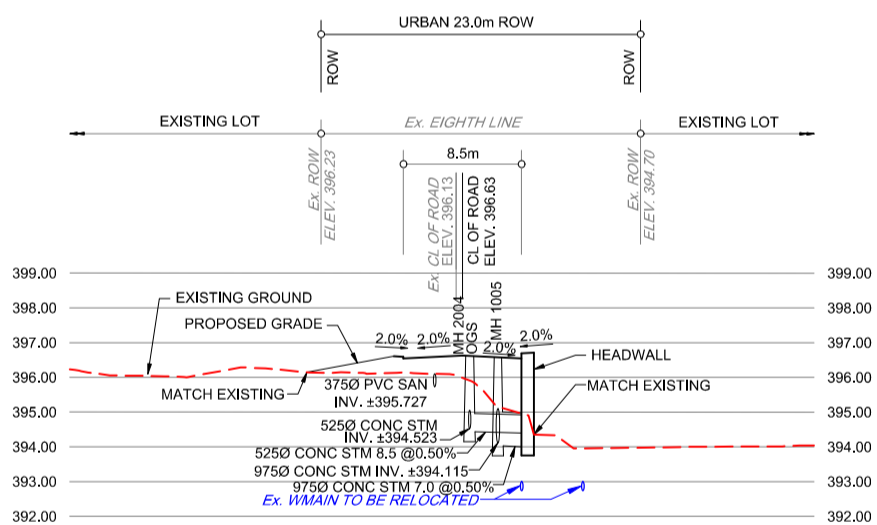 URBAN 23.0m ROW
ROW
ROW
EXISTING LOT
Ex. EIGHTH LINE
EXISTING LOT
8.5m
Ex. ROW
ELEV. 396.23
Ex. CL OF ROAD
ELEV. 396.13
CL OF ROAD
ELEV. 396.63
Ex. ROW
ELEV. 394.70
399.00
399.00
398.00
EXISTING GROUND
398.00
397.00
PROPOSED GRADE
2.0%
2.0%
MH 2004
OGS
MH 1005
2.0%
2.0%
397.00
HEADWALL
396.00
MATCH EXISTING
375Ø PVC SAN
INV. ±395.727
MATCH EXISTING
396.00
395.00
525Ø CONC STM
INV. ±394.523
395.00
394.00
525Ø CONC STM 8.5 @0.50%
394.00
975Ø CONC STM INV. ±394.115
393.00
975Ø CONC STM 7.0 @0.50%
393.00
Ex. WMAIN TO BE RELOCATED
392.00
392.00